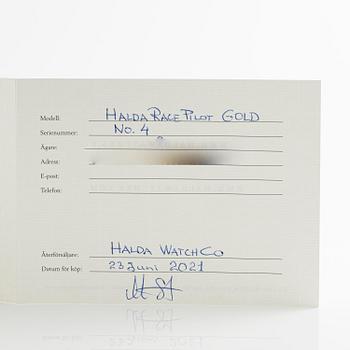 Modell: HALDA RACE PILOT GOLD
Serienummer: No. 4
Ägare:
Adress:
E-post:
Telefon:
Återförsäljare: HALDA WATCH CO
Datum för köp: 23 Juni 2021